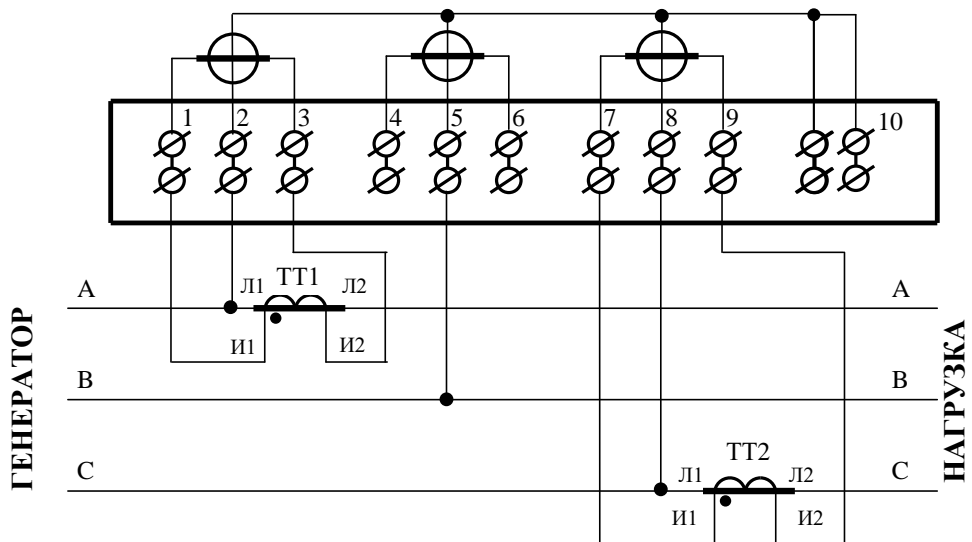 1 2 3 4 5 6 7 8 9 10
ТТ1
Л1 Л2
А А
И1 И2
В В
ТТ2
С Л1 Л2 С
И1 И2
ГЕНЕРАТОР
НАГРУЗКА